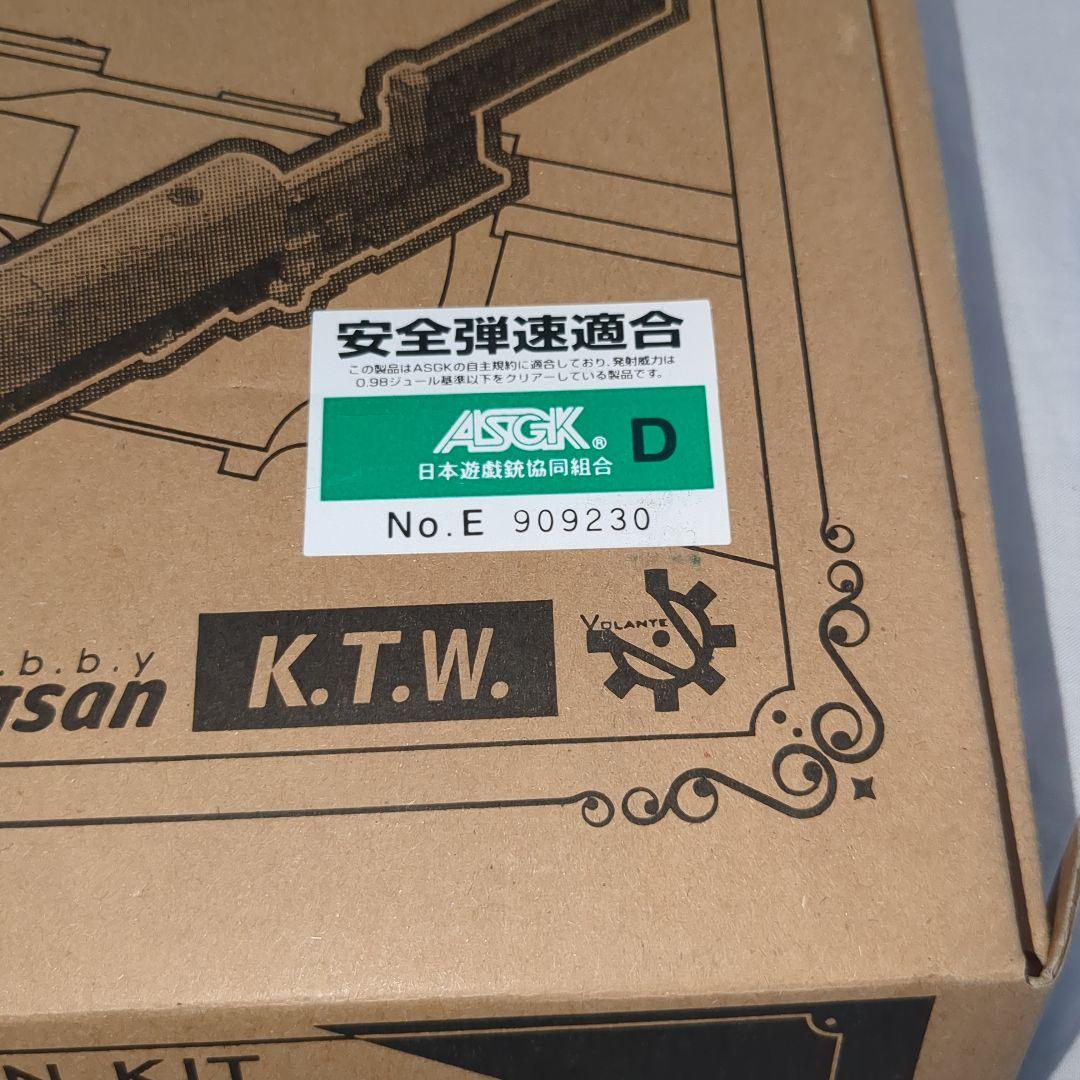 安全弾速適合
この製品はASGKの自主規約に適合しており、発射威力は
0.98ジュール基準以下をクリアーしている製品です。
ASGK® D
日本遊戯銃協同組合
No.E 909230
.b.b.y
gsan
K.T.W.
VOLANTE
N KIT